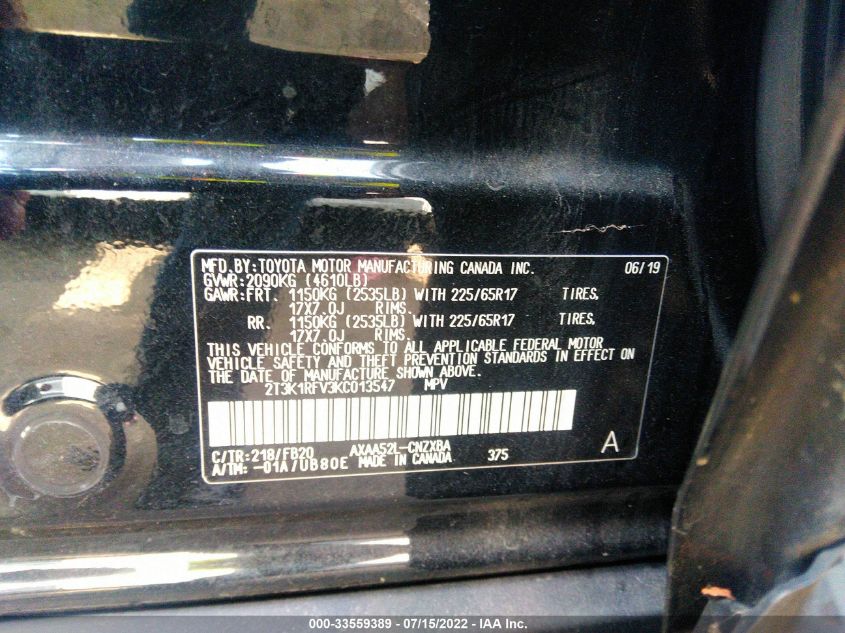 MFD. BY: TOYOTA MOTOR MANUFACTURING CANADA INC. 06/19
GVWR: 2090KG (4610LB)
GAWR: FRT. 1150KG (2535LB) WITH 225/65R17 TIRES,
17X7.0J RIMS.
RR. 1150KG (2535LB) WITH 225/65R17 TIRES,
17X7.0J RIMS.
THIS VEHICLE CONFORMS TO ALL APPLICABLE FEDERAL MOTOR
VEHICLE SAFETY AND THEFT PREVENTION STANDARDS IN EFFECT ON
THE DATE OF MANUFACTURE SHOWN ABOVE.
2T3K1RFV3KC013547 MPV
C/TR: 218/FB20 AXAA52L-CNZXBA 375 A
A/TM: -01A/UB80E MADE IN CANADA
000-33559389 - 07/15/2022 - IAA Inc.